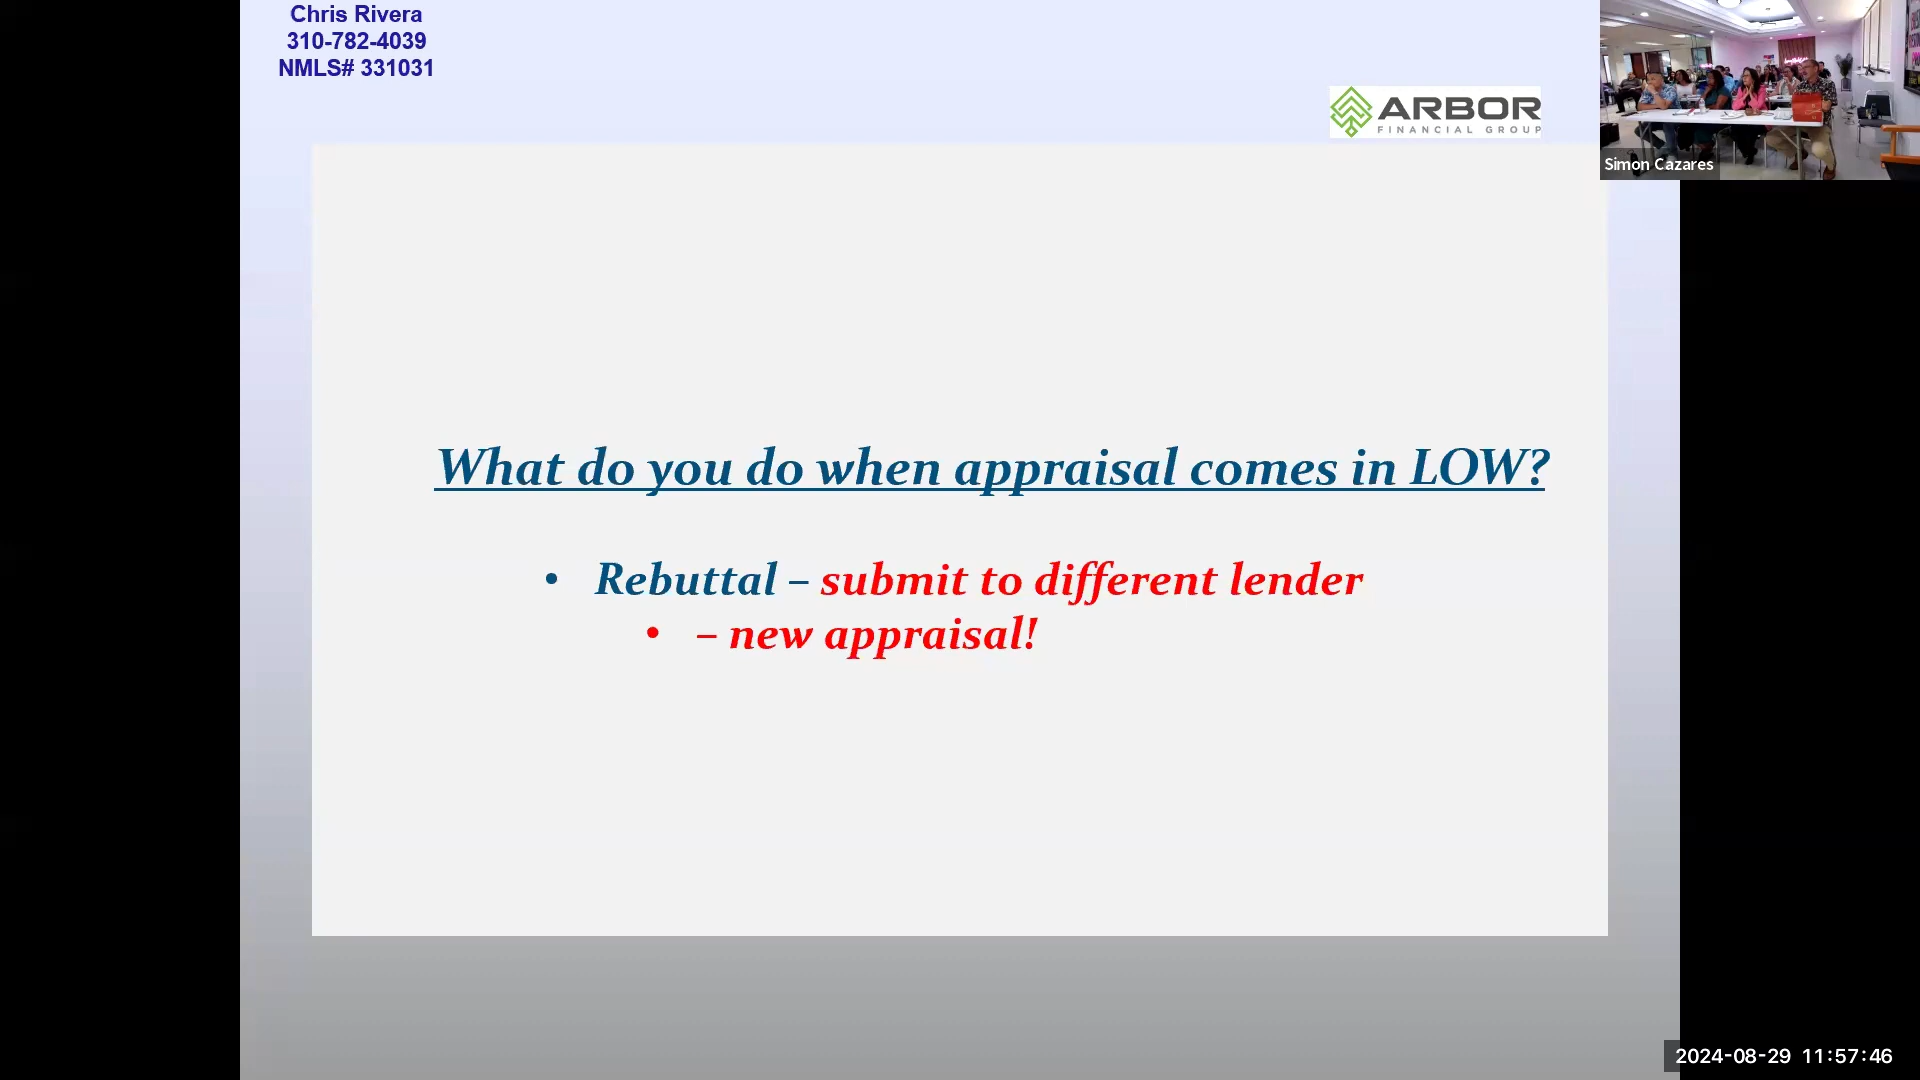 Chris Rivera
310-782-4039
NMLS# 331031
ARBOR
FINANCIAL GROUP
Simon Cazares
What do you do when appraisal comes in LOW?
• Rebuttal – submit to different lender
• – new appraisal!
2024-08-29 11:57:46